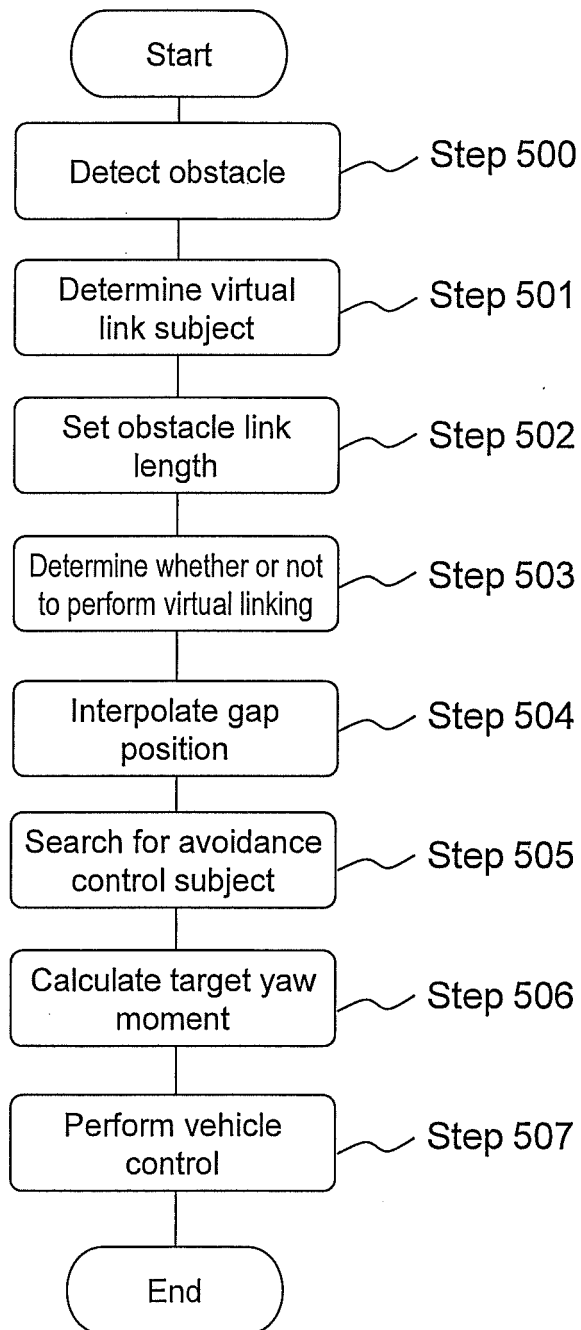 Start
Detect obstacle
Step 500
Determine virtual
link subject
Step 501
Set obstacle link
length
Step 502
Determine whether or not
to perform virtual linking
Step 503
Interpolate gap
position
Step 504
Search for avoidance
control subject
Step 505
Calculate target yaw
moment
Step 506
Perform vehicle
control
Step 507
End